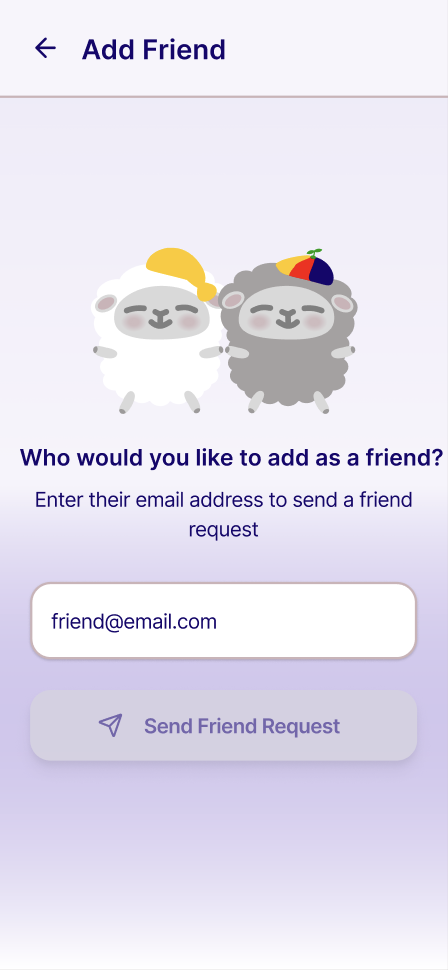 Add Friend
Who would you like to add as a friend?
Enter their email address to send a friend
request
friend@email.com
Send Friend Request